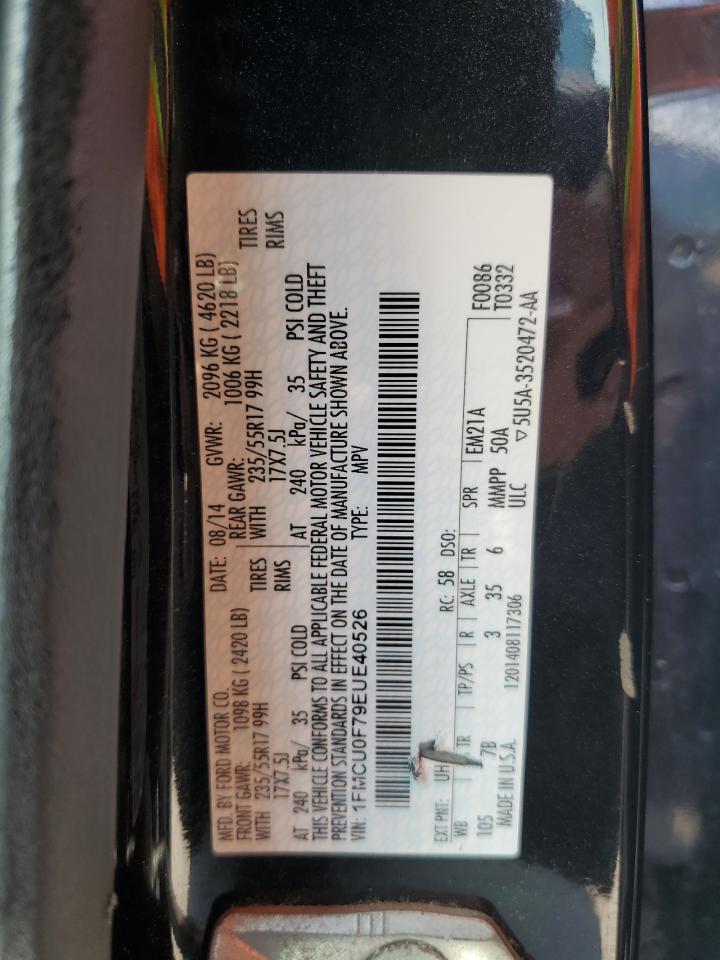 MFD. BY FORD MOTOR CO. DATE: 08/14 GVWR: 2096 KG ( 4620 LB)
FRONT GAWR: 1098 KG ( 2420 LB) REAR GAWR: 1006 KG ( 2218 LB)
WITH 235/55R17 99H TIRES WITH 235/55R17 99H TIRES
17X7.5J RIMS 17X7.5J RIMS
AT 240 kPa/ 35 PSI COLD AT 240 kPa/ 35 PSI COLD
THIS VEHICLE CONFORMS TO ALL APPLICABLE FEDERAL MOTOR VEHICLE SAFETY AND THEFT
PREVENTION STANDARDS IN EFFECT ON THE DATE OF MANUFACTURE SHOWN ABOVE.
VIN: 1FMCU0F79EUE40526 TYPE: MPV
EXT PNT: UH RC: 58 DSO:
WB TR TP/PS R AXLE TR SPR EM21A F0086
105 7B 3 35 6 MMPP 50A T0332
MADE IN U.S.A. 1201408117306 ULC ▽5U5A-3520472-AA